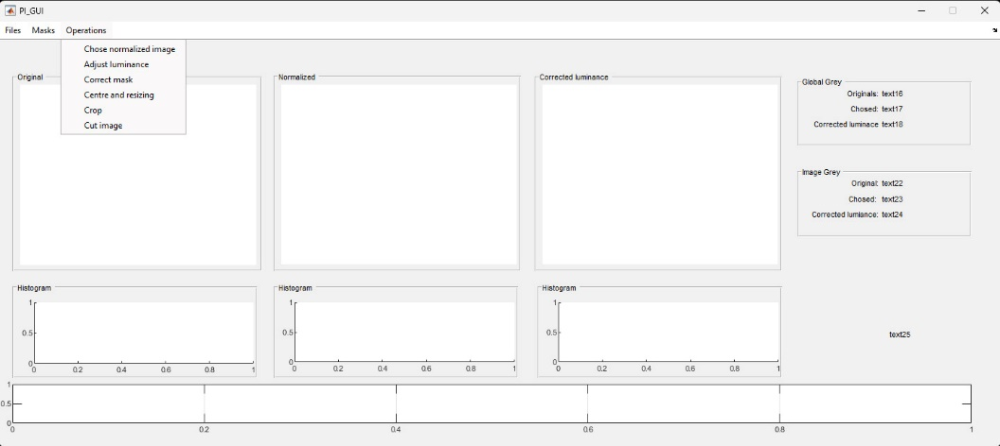 PI_GUI
Files Masks Operations
Chose normalized image
Adjust luminance
Correct mask
Centre and resizing
Crop
Cut image
Original
Normalized
Corrected luminance
Global Grey
Originals: text16
Chosed: text17
Corrected luminace text18
Image Grey
Original: text22
Chosed: text23
Corrected lumiance: text24
Histogram
1
0.5
0
0 0.2 0.4 0.6 0.8 1
Histogram
1
0.5
0
0 0.2 0.4 0.6 0.8 1
Histogram
1
0.5
0
0 0.2 0.4 0.6 0.8 1
text25
1
0.5
0
0 0.2 0.4 0.6 0.8 1